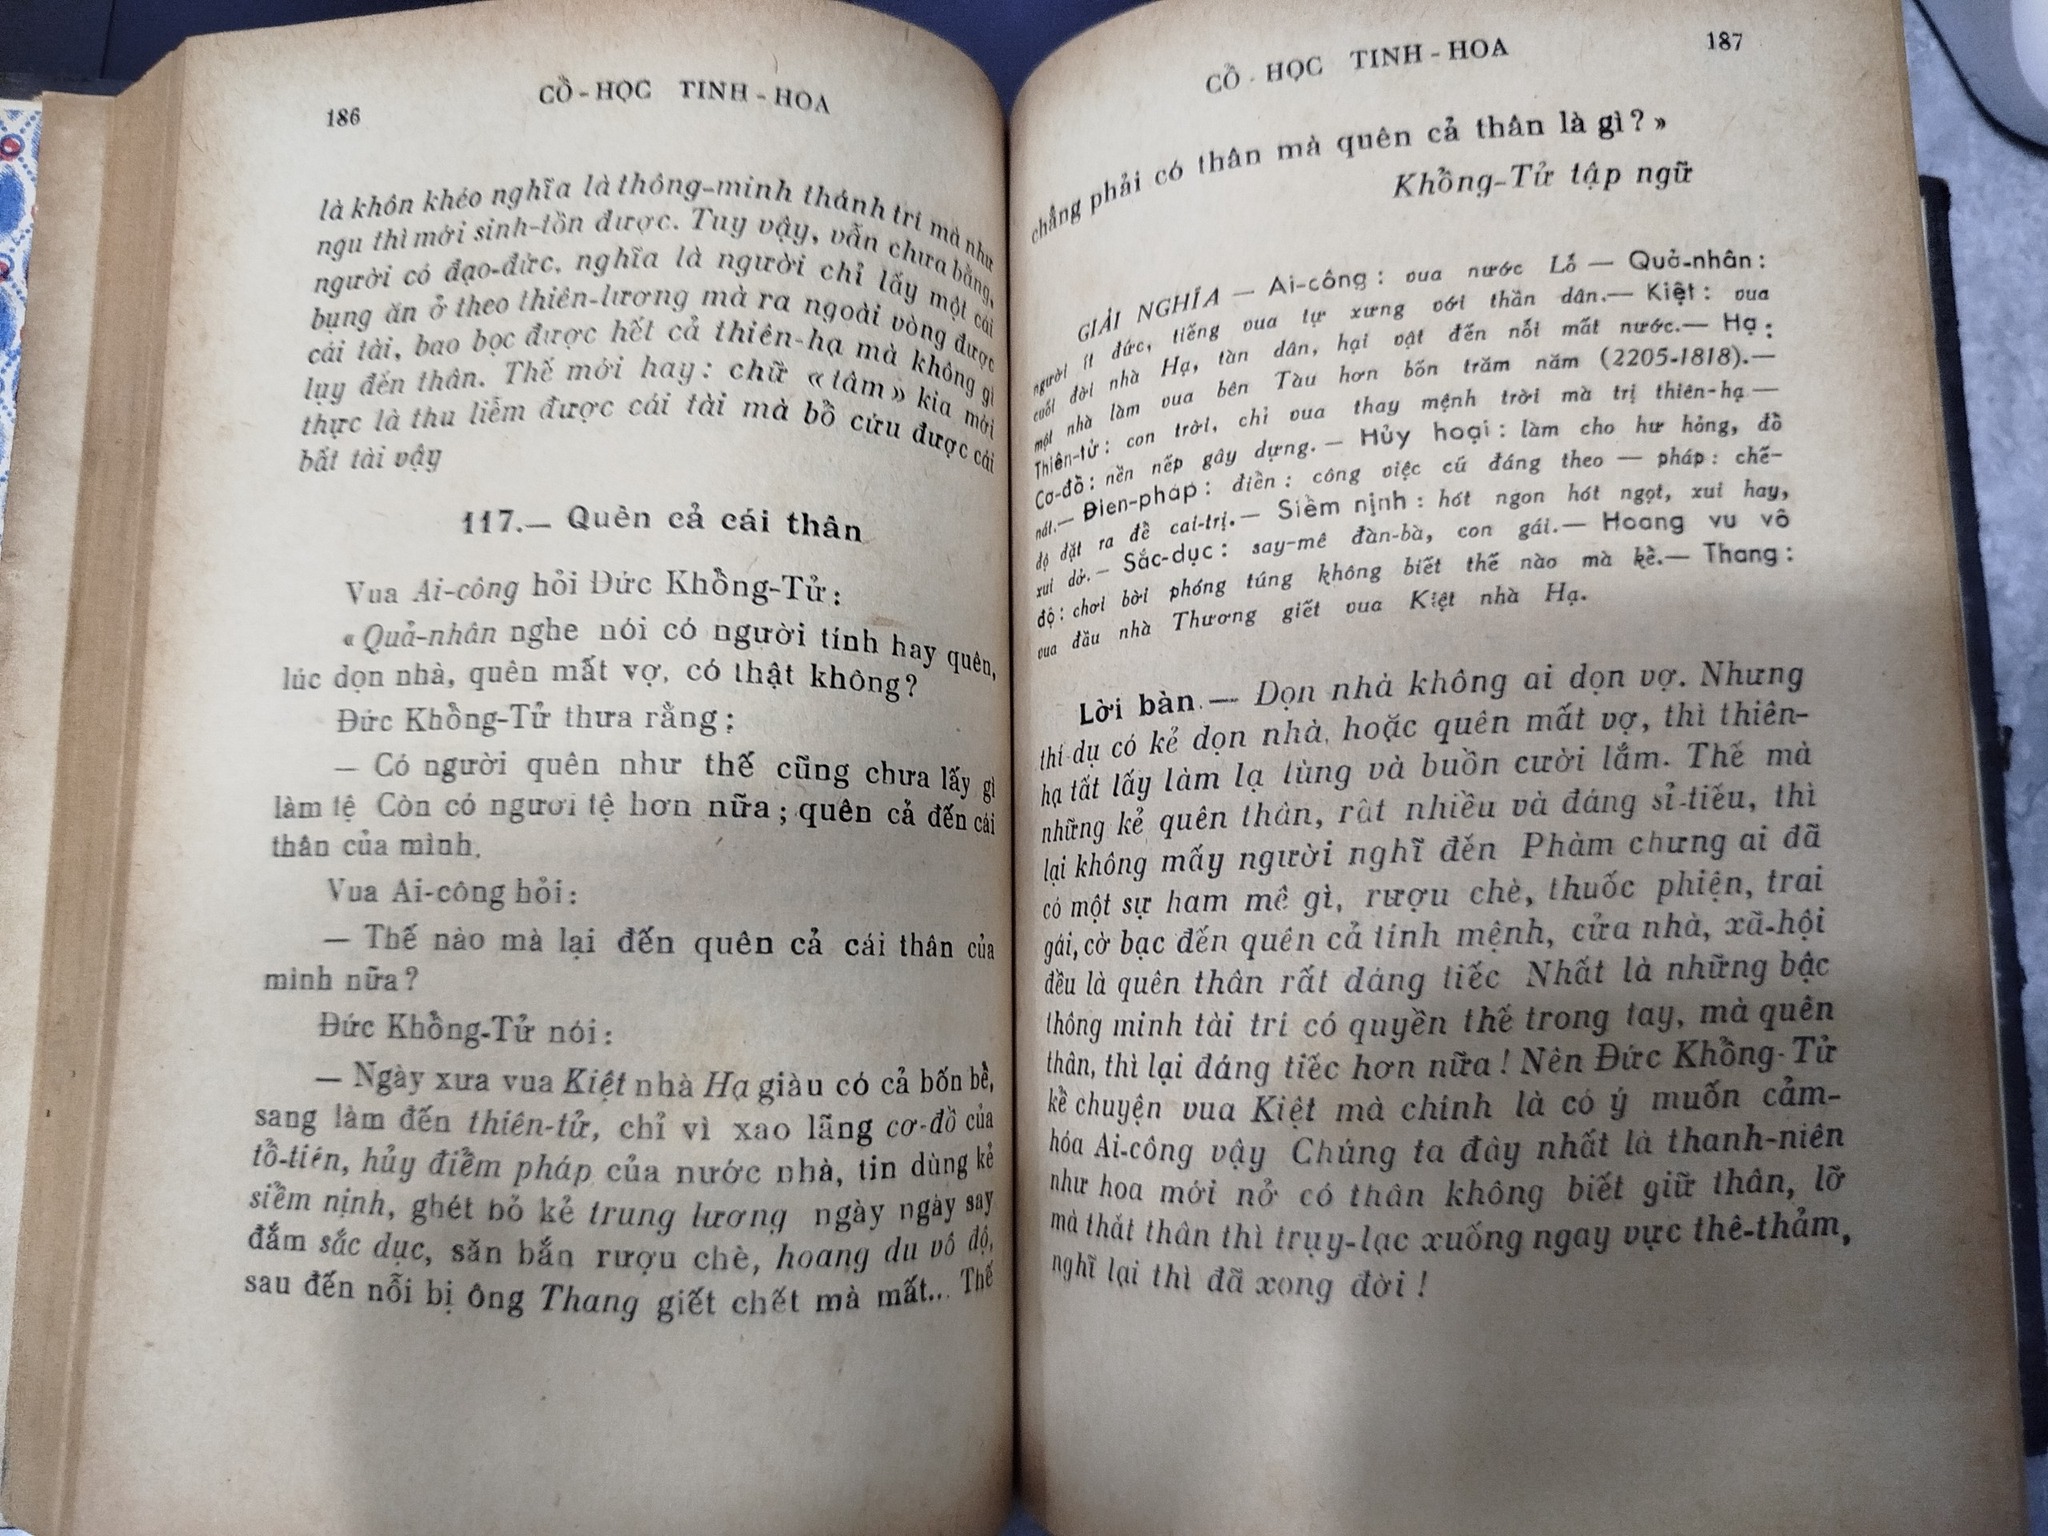 186
CỒ-HỌC TINH-HOA
là khôn khéo nghĩa là thông-minh thánh trí mà như
ngu thì mới sinh-tồn được. Tuy vậy, vẫn chưa bằng,
người có đạo-đức, nghĩa là người chỉ lấy một cái
bụng ăn ở theo thiên-lương mà ra ngoài vòng được
cái tài, bao bọc được hết cả thiên-hạ mà không gì
lụy đến thân. Thế mới hay: chữ «tâm» kia mới
thực là thu liễm được cái tài mà bồ cứu được cái
bất tài vậy
117.— Quên cả cái thân
Vua Ai-công hỏi Đức Khồng-Tử:
«Quả-nhân nghe nói có người tính hay quên,
lúc dọn nhà, quên mất vợ, có thật không?
Đức Khồng-Tử thưa rằng:
— Có người quên như thế cũng chưa lấy gì
làm tệ Còn có ngươi tệ hơn nữa; quên cả đến cái
thân của mình.
Vua Ai-công hỏi:
— Thế nào mà lại đến quên cả cái thân của
mình nữa?
Đức Khồng-Tử nói:
— Ngày xưa vua Kiệt nhà Hạ giàu có cả bốn bề,
sang làm đến thiên-tử, chỉ vì xao lãng cơ-đồ của
tồ-tiên, hủy điềm pháp của nước nhà, tin dùng kẻ
siềm nịnh, ghét bỏ kẻ trung lương ngày ngày say
đắm sắc dục, săn bắn rượu chè, hoang du vô độ,
sau đến nỗi bị ông Thang giết chết mà mất... Thế
CỒ-HỌC TINH-HOA
187
chẳng phải có thân mà quên cả thân là gì?»
Khồng-Tử tập ngữ
GIẢI NGHĨA — Ai-công: vua nước Lỗ — Quả-nhân:
người ít đức, tiếng vua tự xưng với thần dân.— Kiệt: vua
cuối đời nhà Hạ, tàn dân, hại vật đến nỗi mất nước.— Hạ:
một nhà làm vua bên Tàu hơn bốn trăm năm (2205-1818).—
Thiên-tử: con trời, chỉ vua thay mệnh trời mà trị thiên-hạ—
Cơ-đồ: nền nếp gây dựng.— Hủy hoại: làm cho hư hỏng, đồ
nát.— Đien-pháp: điền: công việc cú đáng theo — pháp: chế-
độ đặt ra đề cai-trị.— Siềm nịnh: hót ngon hót ngọt, xui hay,
xui dở.— Sắc-dục: say-mê đàn-bà, con gái.— Hoang vu vô
độ: chơi bời phóng túng không biết thế nào mà kề.— Thang:
vua đầu nhà Thương giết vua Kiệt nhà Hạ.
Lời bàn.— Dọn nhà không ai dọn vợ. Nhưng
thí-dụ có kẻ dọn nhà, hoặc quên mất vợ, thì thiên-
hạ tất lấy làm lạ lùng và buồn cười lắm. Thế mà
những kẻ quên thân, rất nhiều và đáng sỉ-tiếu, thì
lại không mấy người nghĩ đến Phàm chưng ai đã
có một sự ham mê gì, rượu chè, thuốc phiện, trai
gái, cờ bạc đến quên cả tính mệnh, cửa nhà, xã-hội
đều là quên thân rất dáng tiếc Nhất là những bậc
thông minh tài trí có quyền thế trong tay, mà quên
thân, thì lại đáng tiếc hơn nữa! Nên Đức Khồng-Tử
kề chuyện vua Kiệt mà chính là có ý muốn cảm-
hóa Ai-công vậy Chúng ta đây nhất là thanh-niên
như hoa mới nở có thân không biết giữ thân, lỡ
mà thất thân thì trụy-lạc xuống ngay vực thê-thảm,
nghĩ lại thì đã xong đời!